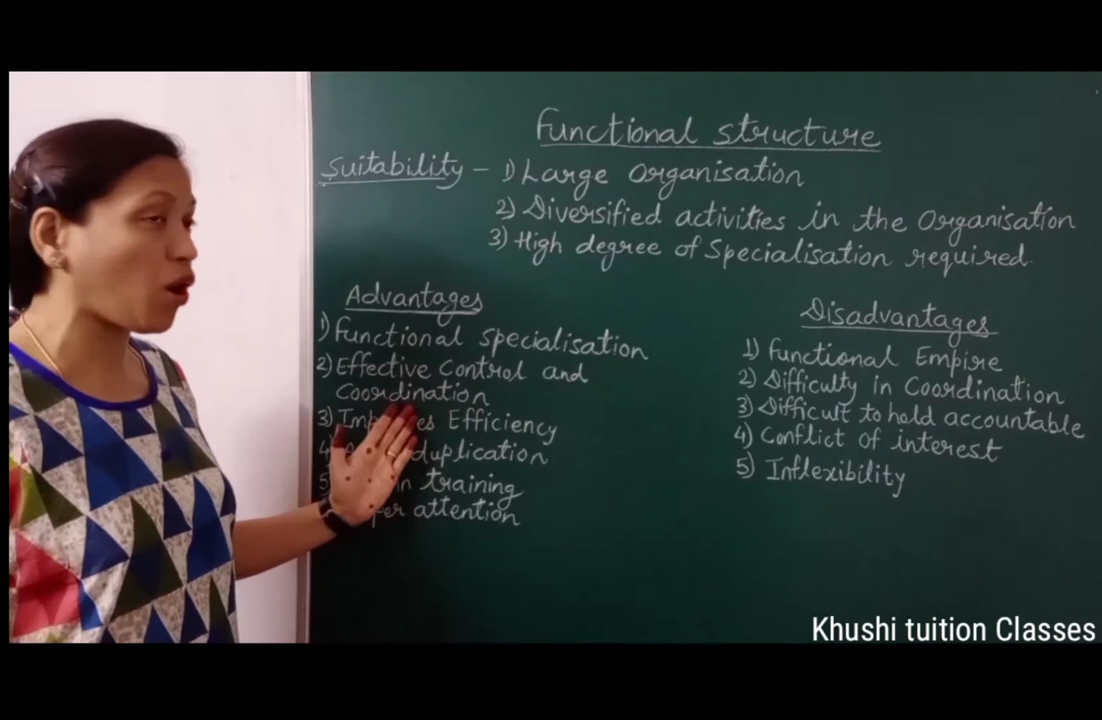 Functional structure
Suitability - 1) Large Organisation
2) Diversified activities in the Organisation
3) High degree of Specialisation required.
Advantages
1) Functional specialisation
2) Effective Control and
Coordination
3) Efficiency
4) duplication
5) in training
attention
Disadvantages
1) Functional Empire
2) Difficulty in Coordination
3) Difficult to hold accountable
4) Conflict of interest
5) Inflexibility
Khushi tuition Classes